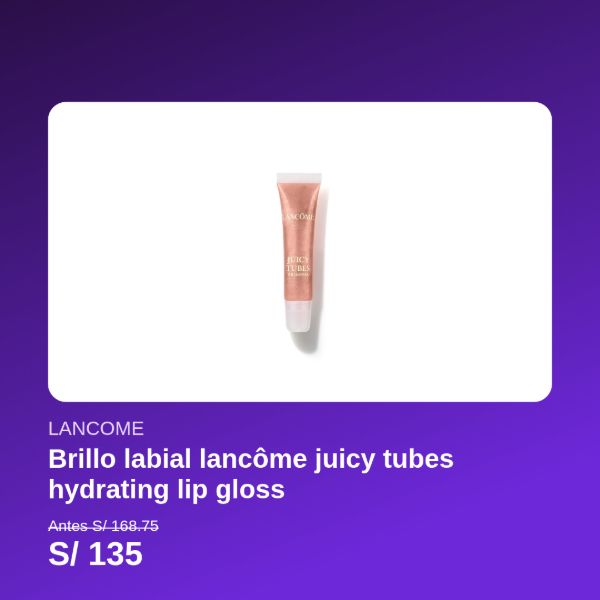 LANCÔME
JUICY
TUBES
LANCOME
Brillo labial lancôme juicy tubes
hydrating lip gloss
Antes S/ 168.75
S/ 135